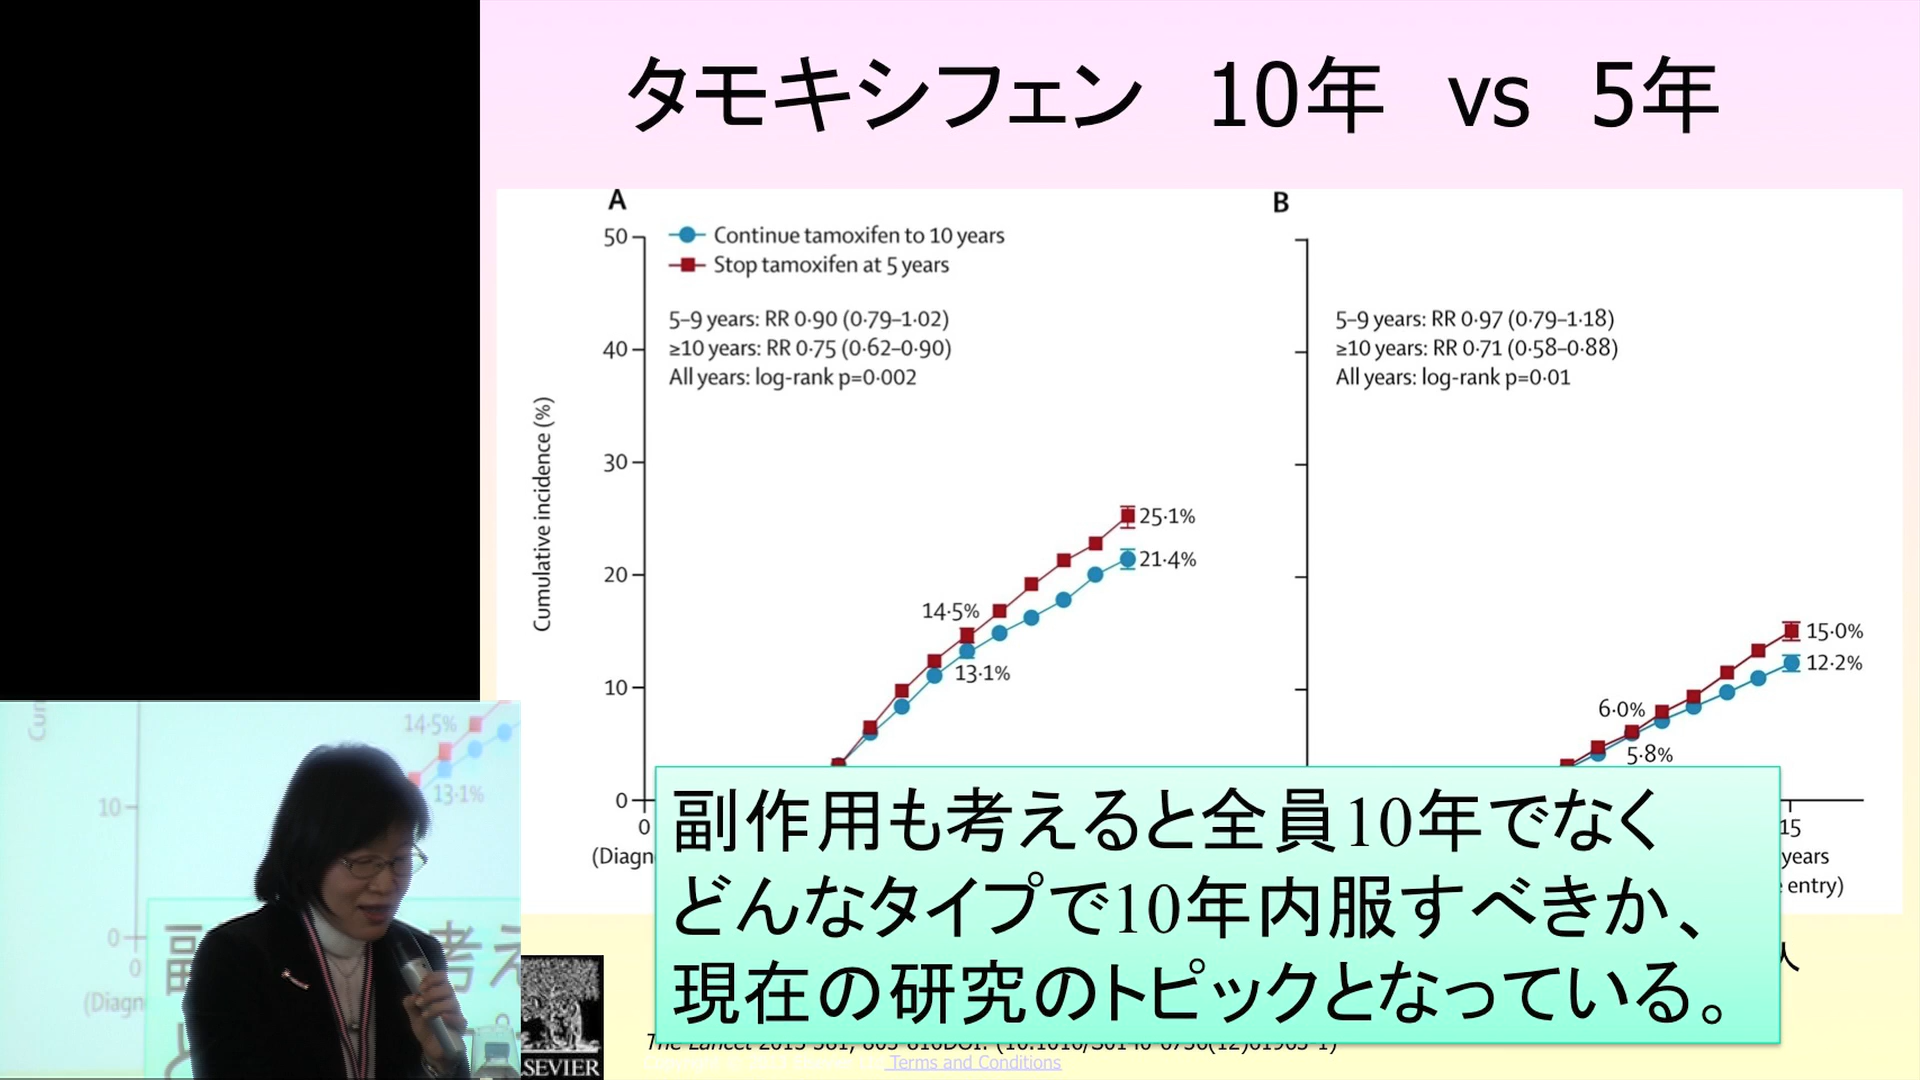 タモキシフェン 10年 vs 5年
A
B
50
Continue tamoxifen to 10 years
Stop tamoxifen at 5 years
5–9 years: RR 0·90 (0·79–1·02)
≥10 years: RR 0·75 (0·62–0·90)
All years: log-rank p=0·002
5–9 years: RR 0·97 (0·79–1·18)
≥10 years: RR 0·71 (0·58–0·88)
All years: log-rank p=0·01
40
30
20
10
0
Cumulative incidence (%)
25·1%
21·4%
14·5%
13·1%
15·0%
12·2%
6·0%
5·8%
0
(Diagn
15
years
entry)
副作用も考えると全員10年でなく
どんなタイプで10年内服すべきか、
現在の研究のトピックとなっている。
人
The Lancet 2013 381, 805-816DOI: (10.1016/S0140-6736(12)61963-1)
Terms and Conditions
SEVIER
14·5%
13·1%
10
0
0
(Diagn
副
考え